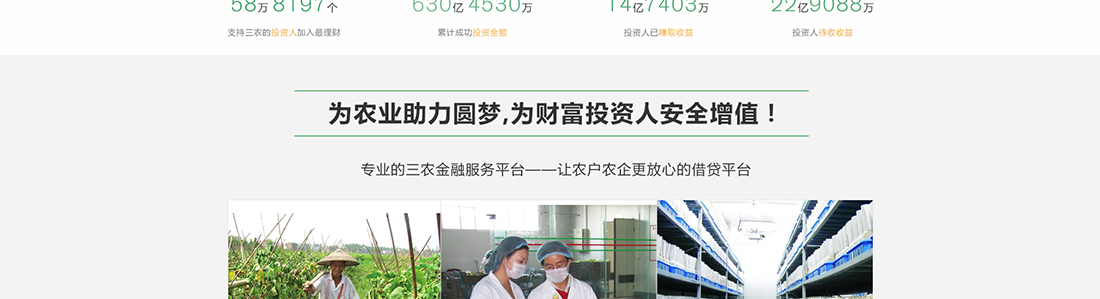 58万8197个 630亿4530万 14亿7403万 22亿9088万
支持三农的投资人加入最理财 累计成功投资金额 投资人已赚取收益 投资人待收收益
为农业助力圆梦,为财富投资人安全增值！
专业的三农金融服务平台——让农户农企更放心的借贷平台